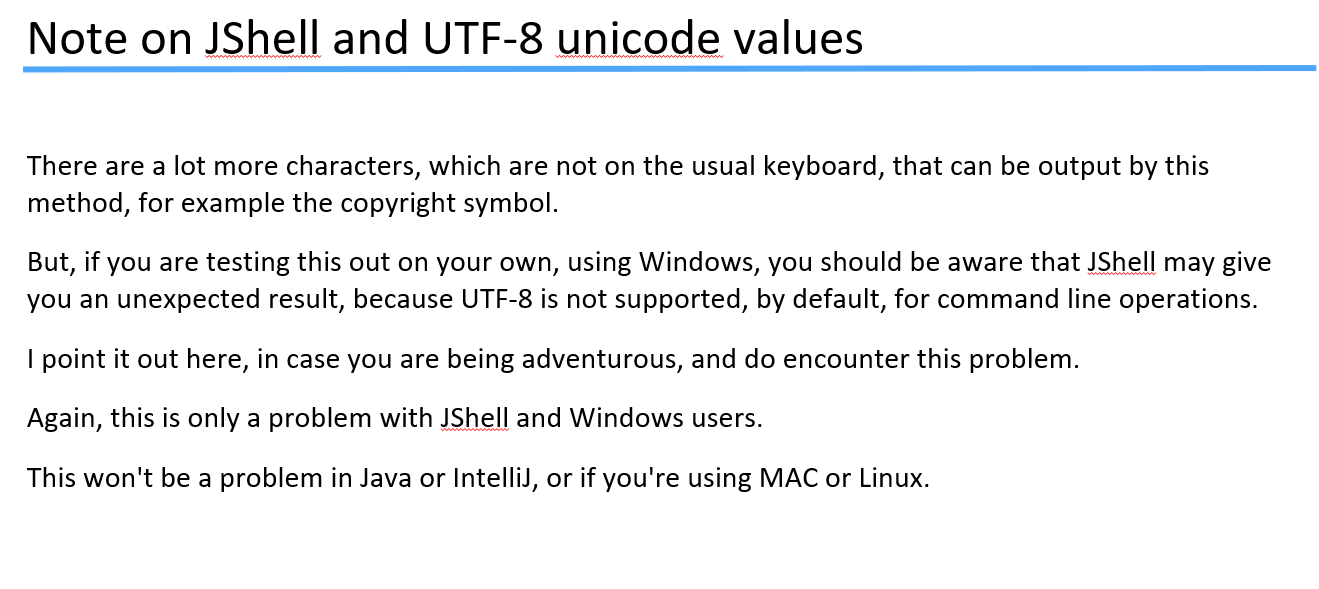 Note on JShell and UTF-8 unicode values
There are a lot more characters, which are not on the usual keyboard, that can be output by this
method, for example the copyright symbol.
But, if you are testing this out on your own, using Windows, you should be aware that JShell may give
you an unexpected result, because UTF-8 is not supported, by default, for command line operations.
I point it out here, in case you are being adventurous, and do encounter this problem.
Again, this is only a problem with JShell and Windows users.
This won't be a problem in Java or IntelliJ, or if you're using MAC or Linux.